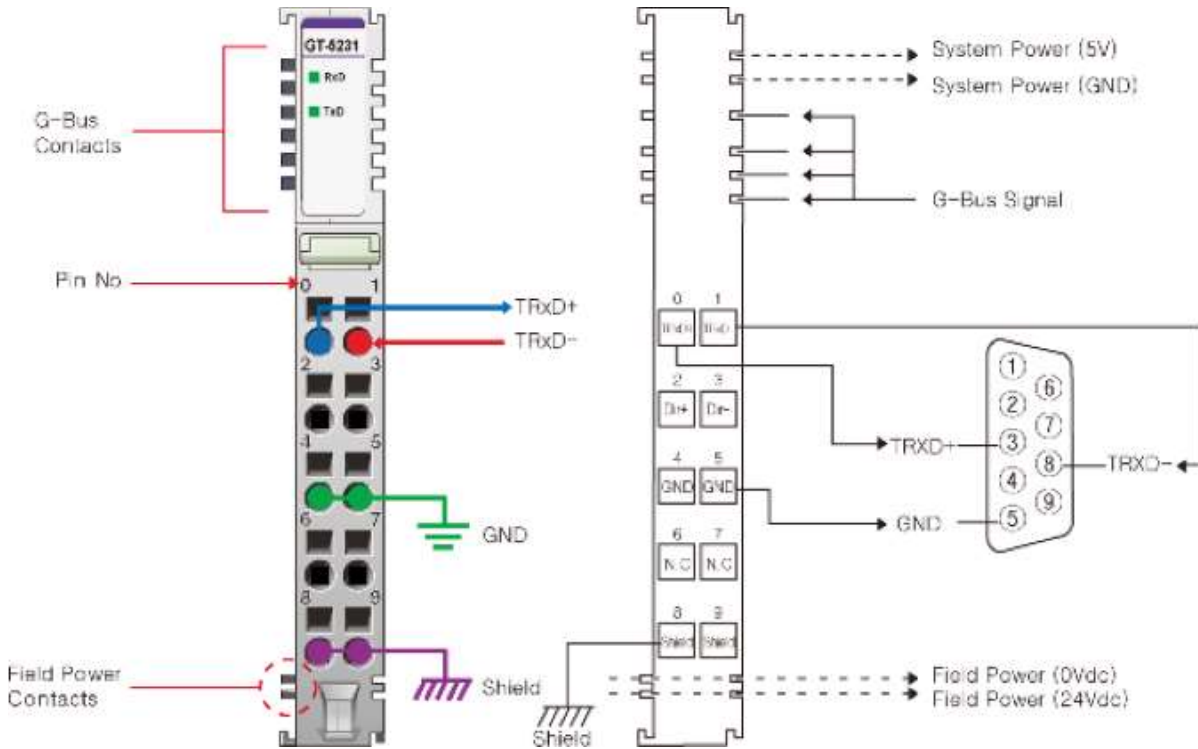 GT-5231
RxD
TxD
G-Bus
Contacts
Pin No
0 1
TRxD+
TRxD-
2 3
4 5
GND
6 7
8 9
Field Power
Contacts
Shield
System Power (5V)
System Power (GND)
G-Bus Signal
0 1
2 3
Dir+ Dir-
4 5
GND GND
6 7
N.C N.C
8 9
Shield Shield
Shield
1
6
2
7
TRXD+
3
8
TRXD-
4
9
GND
5
Field Power (0Vdc)
Field Power (24Vdc)